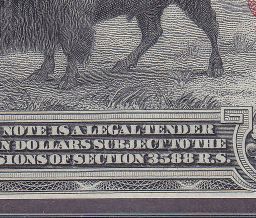 NOTE IS A LEGAL TENDER
N DOLLARS SUBJECT TO THE
SIONS OF SECTION 3588 R.S.